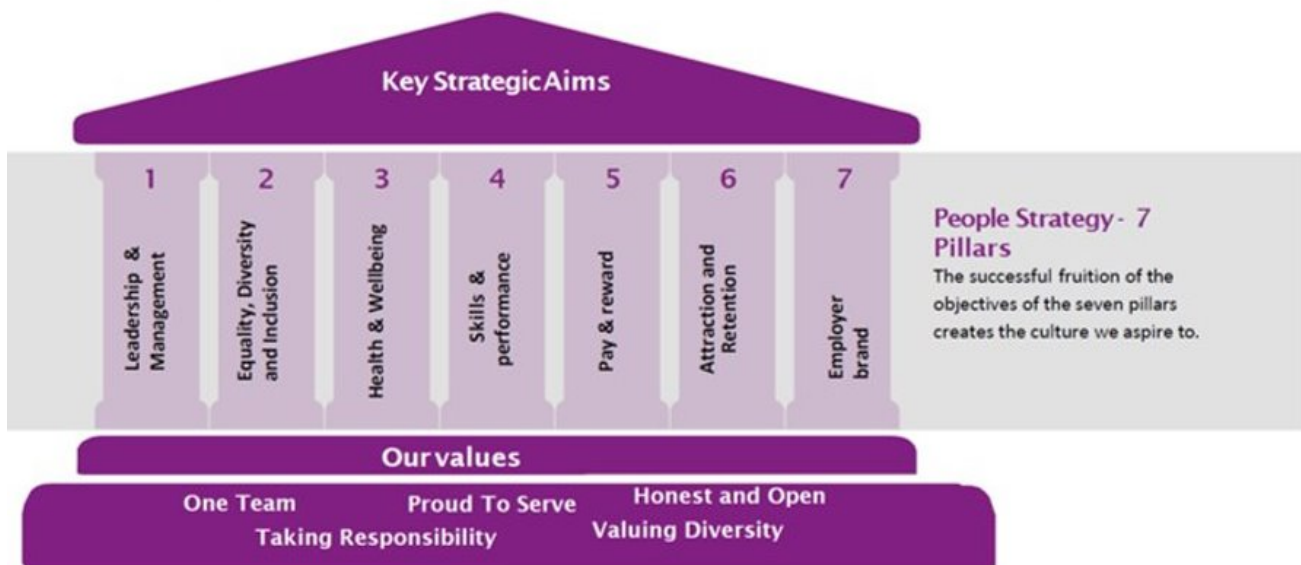 Key Strategic Aims
1
Leadership &
Management
2
Equality, Diversity
and Inclusion
3
Health & Wellbeing
4
Skills &
performance
5
Pay & reward
6
Attraction and
Retention
7
Employer
brand
People Strategy - 7
Pillars
The successful fruition of the
objectives of the seven pillars
creates the culture we aspire to.
Our values
One Team
Proud To Serve
Honest and Open
Taking Responsibility
Valuing Diversity